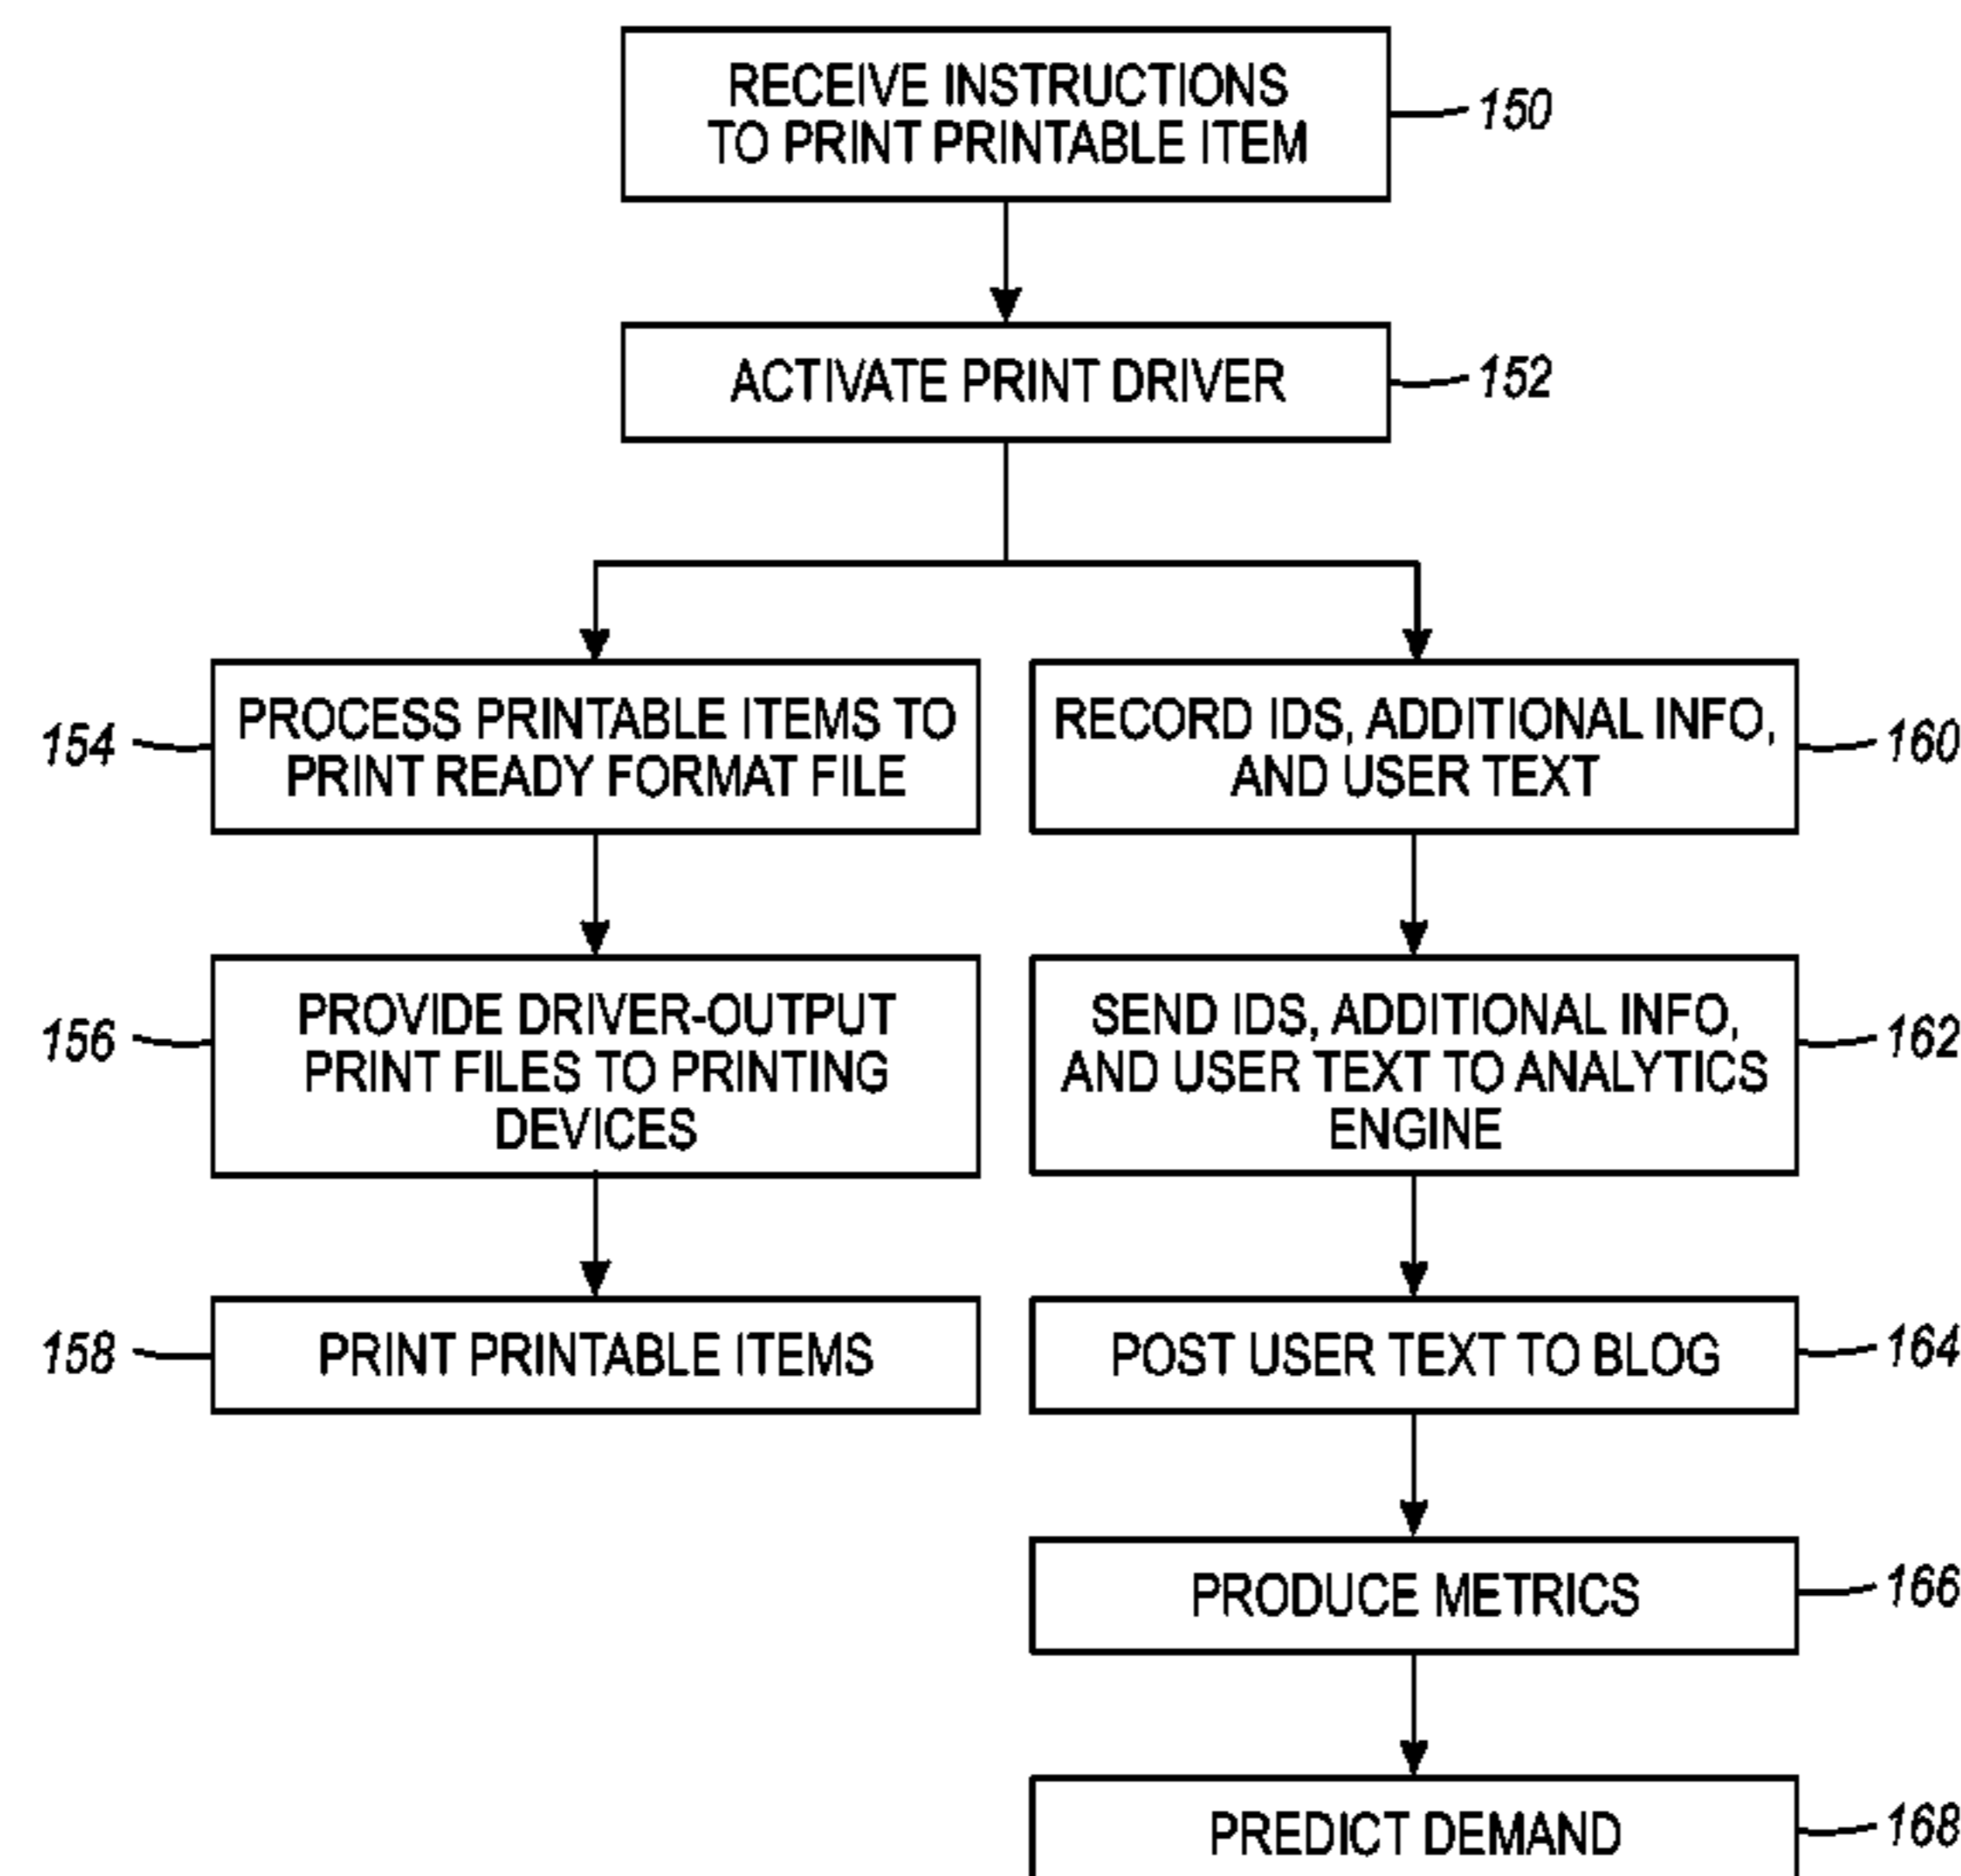 RECEIVE INSTRUCTIONS
TO PRINT PRINTABLE ITEM
150
ACTIVATE PRINT DRIVER
152
154
PROCESS PRINTABLE ITEMS TO
PRINT READY FORMAT FILE
RECORD IDS, ADDITIONAL INFO,
AND USER TEXT
160
156
PROVIDE DRIVER-OUTPUT
PRINT FILES TO PRINTING
DEVICES
SEND IDS, ADDITIONAL INFO,
AND USER TEXT TO ANALYTICS
ENGINE
162
158
PRINT PRINTABLE ITEMS
POST USER TEXT TO BLOG
164
PRODUCE METRICS
166
PREDICT DEMAND
168